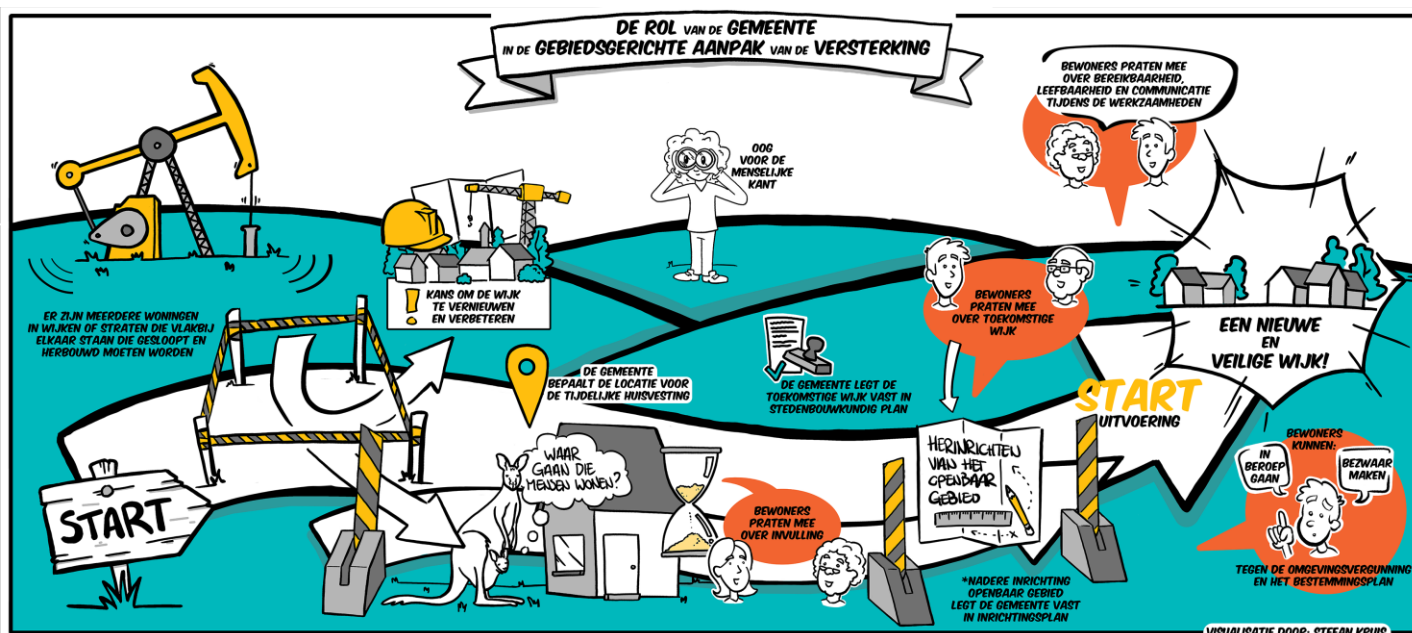 DE ROL VAN DE GEMEENTE
IN DE GEBIEDSGERICHTE AANPAK VAN DE VERSTERKING
BEWONERS PRATEN MEE
OVER BEREIKBAARHEID,
LEEFBAARHEID EN COMMUNICATIE
TIJDENS DE WERKZAAMHEDEN
OOG
VOOR DE
MENSELIJKE
KANT
ER ZIJN MEERDERE WONINGEN
IN WIJKEN OF STRATEN DIE VLAKBIJ
ELKAAR STAAN DIE GESLOOPT EN
HERBOUWD MOETEN WORDEN
! KANS OM DE WIJK
TE VERNIEUWEN
EN VERBETEREN
BEWONERS
PRATEN MEE
OVER TOEKOMSTIGE
WIJK
EEN NIEUWE
EN
VEILIGE WIJK!
DE GEMEENTE
BEPAALT DE LOCATIE VOOR
DE TIJDELIJKE HUISVESTING
DE GEMEENTE LEGT DE
TOEKOMSTIGE WIJK VAST IN
STEDENBOUWKUNDIG PLAN
START
UITVOERING
START
WAAR
GAAN DIE
MENSEN WONEN?
BEWONERS
PRATEN MEE
OVER INVULLING
HERINRICHTEN
VAN HET
OPENBAAR
GEBIED
*NADERE INRICHTING
OPENBAAR GEBIED
LEGT DE GEMEENTE VAST
IN INRICHTINGSPLAN
BEWONERS
KUNNEN:
IN
BEROEP
GAAN
BEZWAAR
MAKEN
TEGEN DE OMGEVINGSVERGUNNING
EN HET BESTEMMINGSPLAN
VISUALISATIE DOOR: STEFAN KRUIS